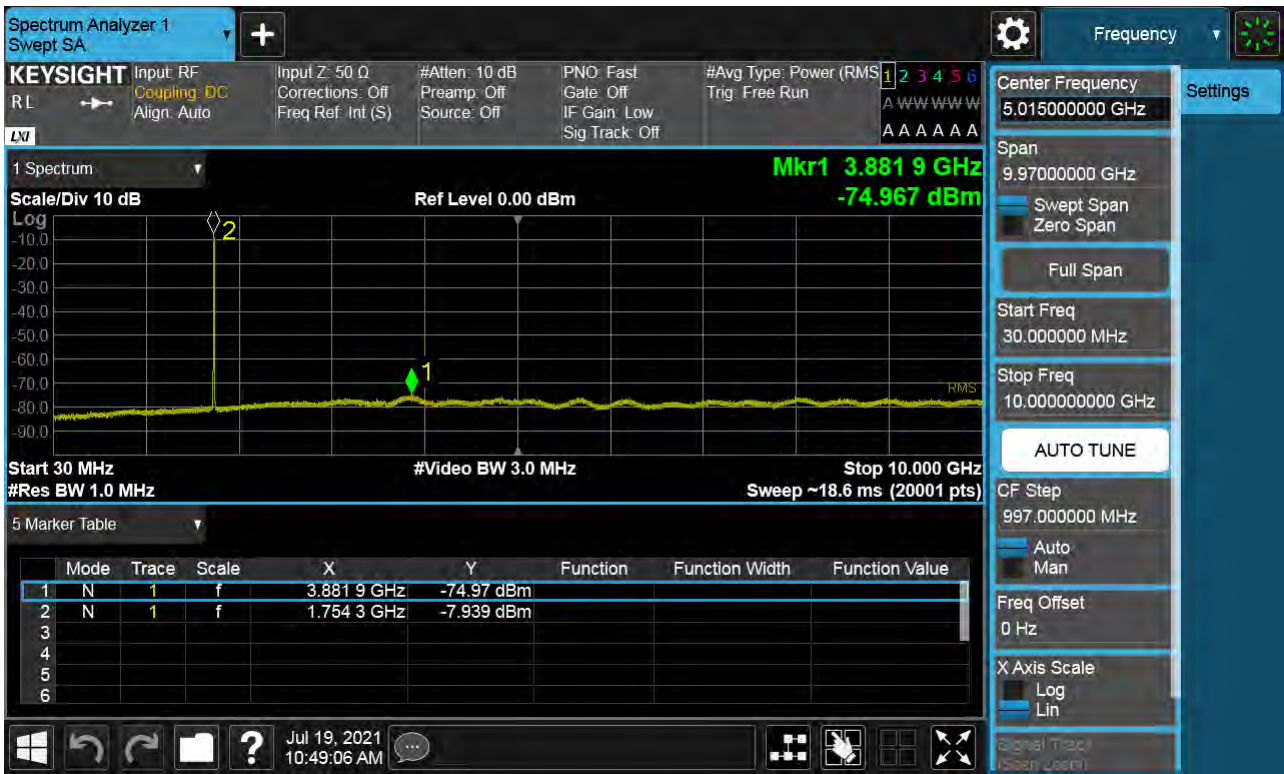 Spectrum Analyzer 1
Swept SA
Frequency
KEYSIGHT
RL
LXI
Input: RF
Coupling: DC
Align: Auto
Input Z: 50 Ω
Corrections: Off
Freq Ref: Int (S)
#Atten: 10 dB
Preamp: Off
Source: Off
PNO: Fast
Gate: Off
IF Gain: Low
Sig Track: Off
#Avg Type: Power (RMS
Trig: Free Run
1 2 3 4 5 6
A W W W W W
A A A A A A
1 Spectrum
Mkr1 3.881 9 GHz
-74.967 dBm
Scale/Div 10 dB
Ref Level 0.00 dBm
Log
-10.0
-20.0
-30.0
-40.0
-50.0
-60.0
-70.0
-80.0
-90.0
2
1
RMS
Start 30 MHz
#Video BW 3.0 MHz
Stop 10.000 GHz
#Res BW 1.0 MHz
Sweep ~18.6 ms (20001 pts)
5 Marker Table
Mode Trace Scale X Y Function Function Width Function Value
1 N 1 f 3.881 9 GHz -74.97 dBm
2 N 1 f 1.754 3 GHz -7.939 dBm
3
4
5
6
Jul 19, 2021
10:49:06 AM
Center Frequency
5.015000000 GHz
Settings
Span
9.97000000 GHz
Swept Span
Zero Span
Full Span
Start Freq
30.000000 MHz
Stop Freq
10.000000000 GHz
AUTO TUNE
CF Step
997.000000 MHz
Auto
Man
Freq Offset
0 Hz
X Axis Scale
Log
Lin
Signal Track
(Span Zoom)